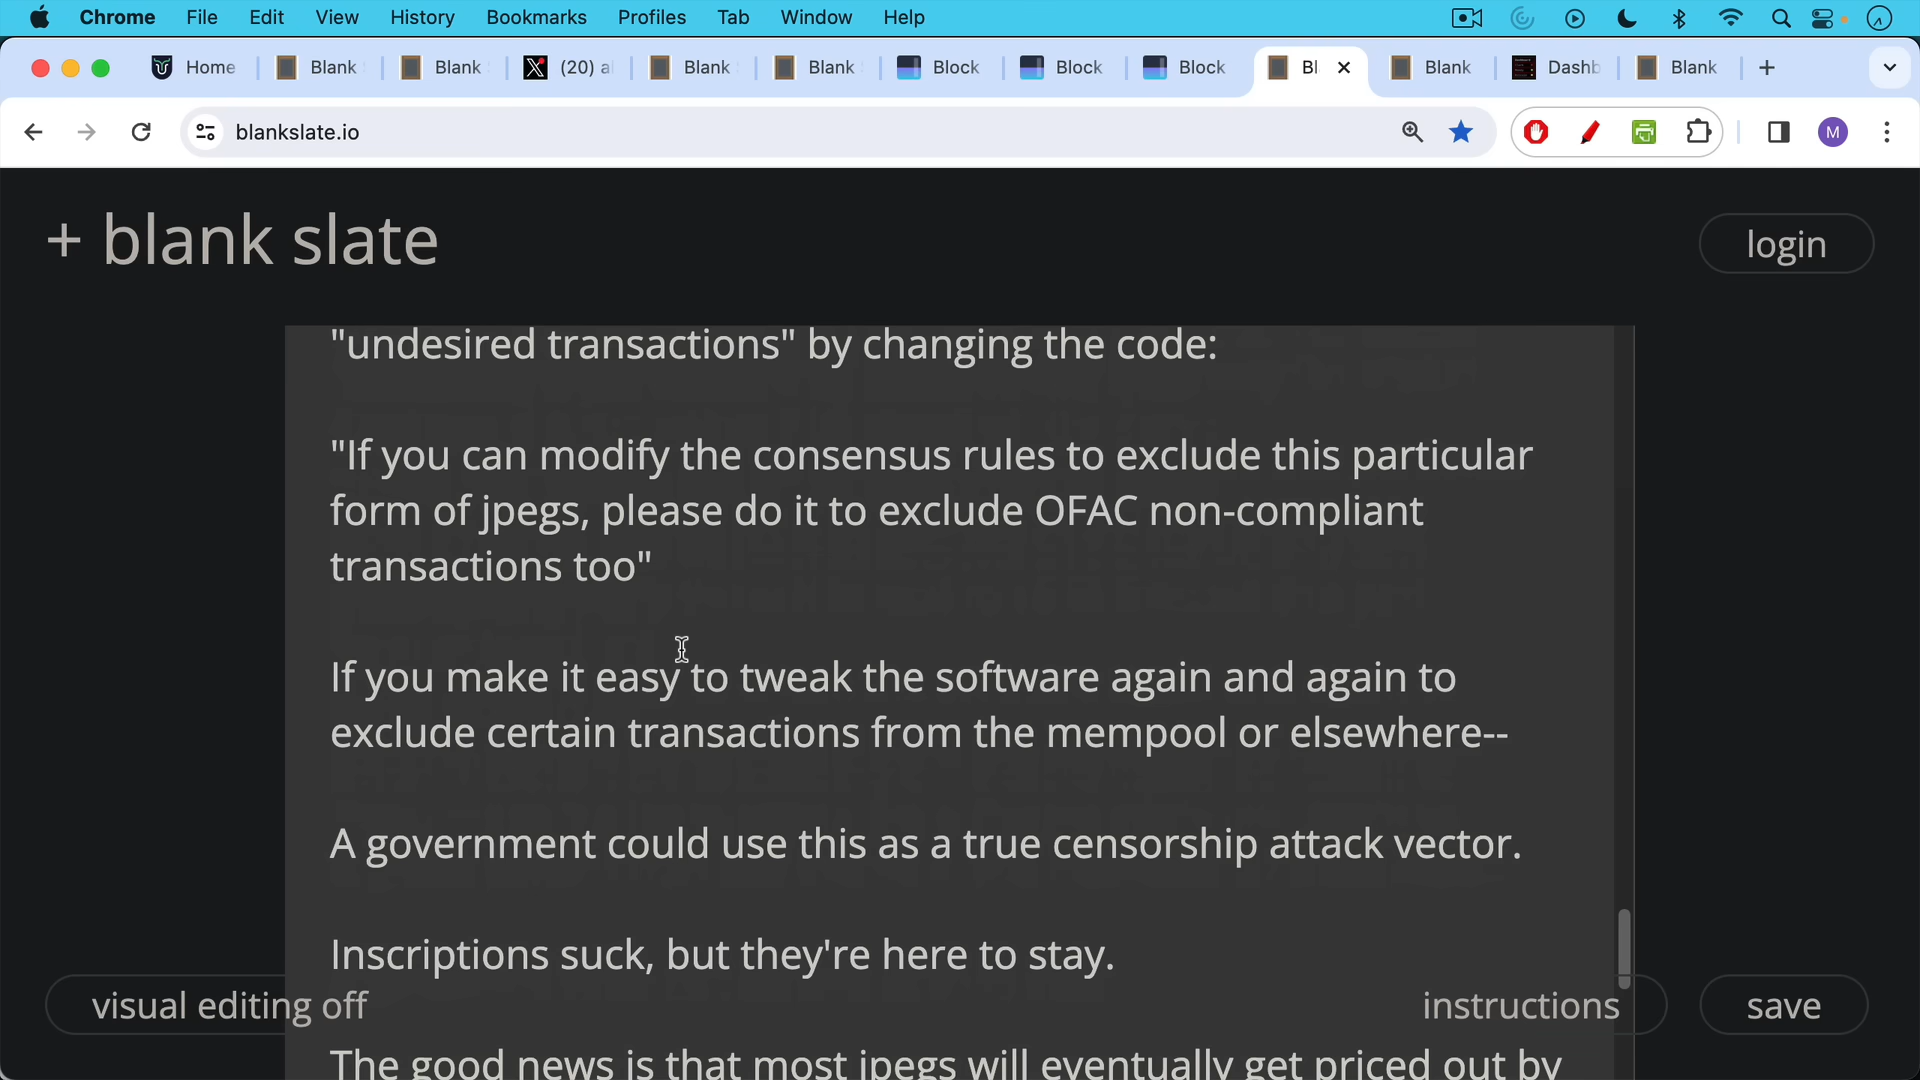 Chrome File Edit View History Bookmarks Profiles Tab Window Help
Home Blank Blank (20) Blank Blank Block Block Block Bl Blank Dashb Blank
blankslate.io M
+ blank slate
login
"undesired transactions" by changing the code:
"If you can modify the consensus rules to exclude this particular
form of jpegs, please do it to exclude OFAC non-compliant
transactions too"
If you make it easy to tweak the software again and again to
exclude certain transactions from the mempool or elsewhere--
A government could use this as a true censorship attack vector.
Inscriptions suck, but they're here to stay.
visual editing off
instructions
save
The good news is that most jpegs will eventually get priced out by